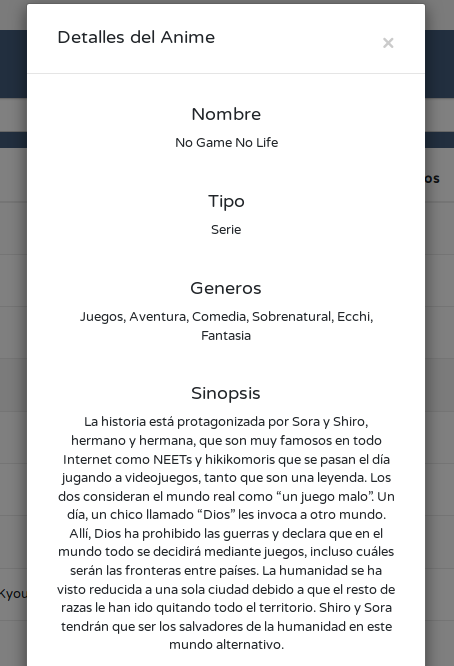 Detalles del Anime
×
os
Nombre
No Game No Life
Tipo
Serie
Generos
Juegos, Aventura, Comedia, Sobrenatural, Ecchi,
Fantasia
Sinopsis
La historia está protagonizada por Sora y Shiro,
hermano y hermana, que son muy famosos en todo
Internet como NEETs y hikikomoris que se pasan el día
jugando a videojuegos, tanto que son una leyenda. Los
dos consideran el mundo real como “un juego malo”. Un
día, un chico llamado “Dios” les invoca a otro mundo.
Allí, Dios ha prohibido las guerras y declara que en el
mundo todo se decidirá mediante juegos, incluso cuáles
serán las fronteras entre países. La humanidad se ha
Kyou
visto reducida a una sola ciudad debido a que el resto de
razas le han ido quitando todo el territorio. Shiro y Sora
tendrán que ser los salvadores de la humanidad en este
mundo alternativo.